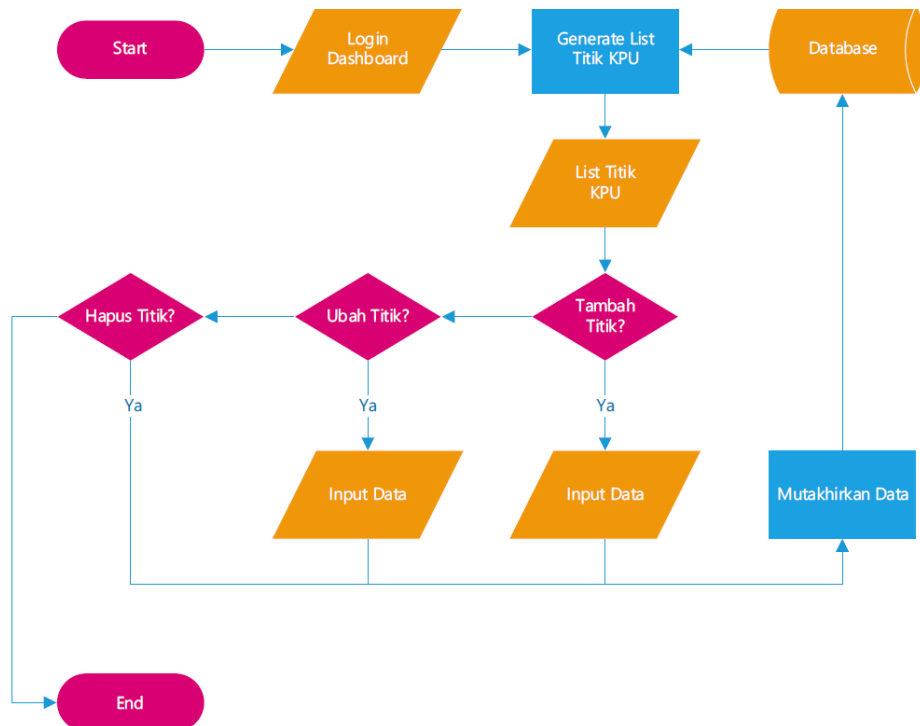 Start
Login
Dashboard
Generate List
Titik KPU
Database
List Titik
KPU
Hapus Titik?
Ubah Titik?
Tambah
Titik?
Ya
Ya
Ya
Input Data
Input Data
Mutakhirkan Data
End